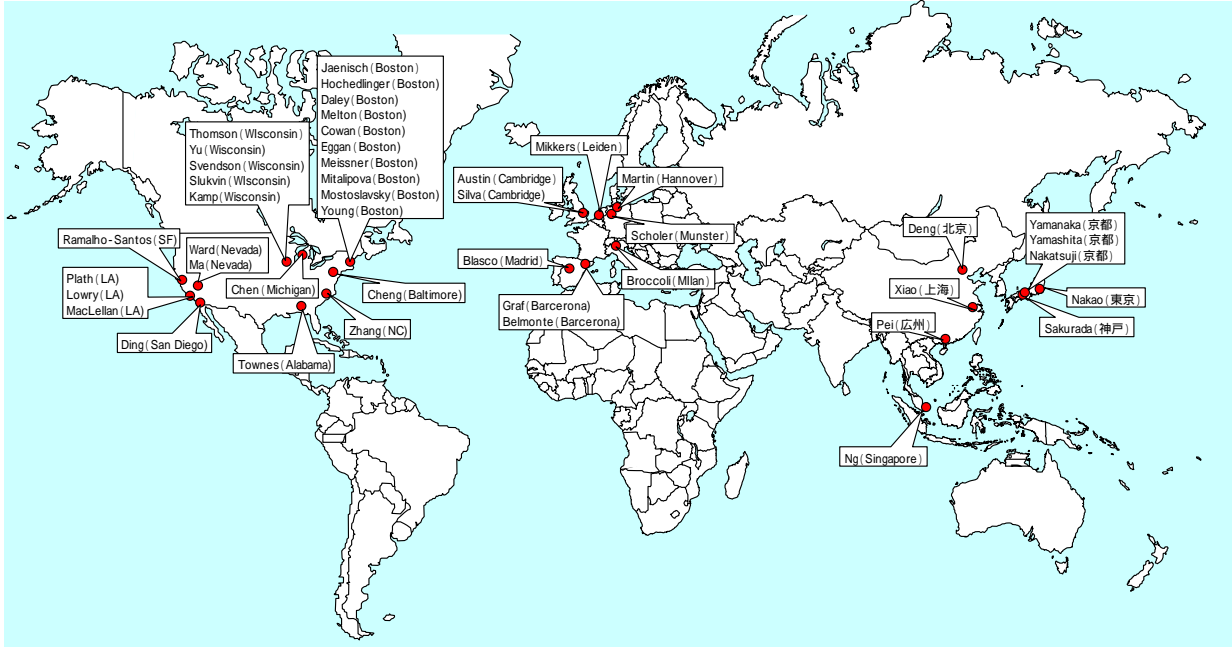 Jaenisch (Boston)
Hochedlinger (Boston)
Daley (Boston)
Melton (Boston)
Cowan (Boston)
Eggan (Boston)
Meissner (Boston)
Mitalipova (Boston)
Mostoslavsky (Boston)
Young (Boston)
Thomson (WIsconsin)
Yu (Wisconsin)
Svendson (Wisconsin)
Slukvin (WIsconsin)
Kamp (Wisconsin)
Ramalho-Santos (SF)
Ward (Nevada)
Ma (Nevada)
Plath (LA)
Lowry (LA)
MacLellan (LA)
Ding (San Diego)
Chen (Michigan)
Cheng (Baltimore)
Zhang (NC)
Townes (Alabama)
Mikkers (Leiden)
Austin (Cambridge)
Silva (Cambridge)
Martin (Hannover)
Scholer (Munster)
Blasco (Madrid)
Broccoli (MIlan)
Graf (Barcerona)
Belmonte (Barcerona)
Deng (北京)
Xiao (上海)
Pei (広州)
Yamanaka (京都)
Yamashita (京都)
Nakatsuji (京都)
Nakao (東京)
Sakurada (神戸)
Ng (Singapore)